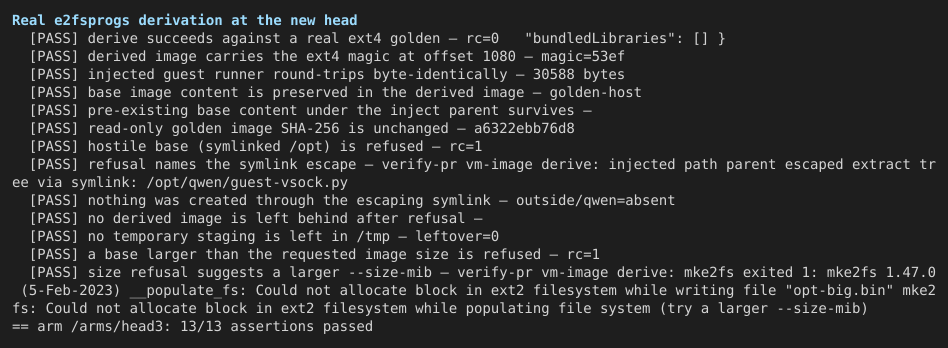 Real e2fsprogs derivation at the new head
[PASS] derive succeeds against a real ext4 golden — rc=0   "bundledLibraries": [] }
[PASS] derived image carries the ext4 magic at offset 1080 — magic=53ef
[PASS] injected guest runner round-trips byte-identically — 30588 bytes
[PASS] base image content is preserved in the derived image — golden-host
[PASS] pre-existing base content under the inject parent survives —
[PASS] read-only golden image SHA-256 is unchanged — a6322ebb76d8
[PASS] hostile base (symlinked /opt) is refused — rc=1
[PASS] refusal names the symlink escape — verify-pr vm-image derive: injected path parent escaped extract tr
ee via symlink: /opt/qwen/guest-vsock.py
[PASS] nothing was created through the escaping symlink — outside/qwen=absent
[PASS] no derived image is left behind after refusal —
[PASS] no temporary staging is left in /tmp — leftover=0
[PASS] a base larger than the requested image size is refused — rc=1
[PASS] size refusal suggests a larger --size-mib — verify-pr vm-image derive: mke2fs exited 1: mke2fs 1.47.0
(5-Feb-2023) __populate_fs: Could not allocate block in ext2 filesystem while writing file "opt-big.bin" mke2
fs: Could not allocate block in ext2 filesystem while populating file system (try a larger --size-mib)
== arm /arms/head3: 13/13 assertions passed